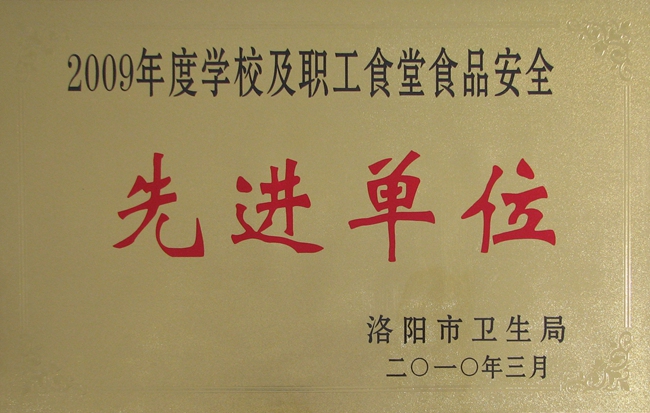 2009年度学校及职工食堂食品安全
先进单位
洛阳市卫生局
二〇一〇年三月